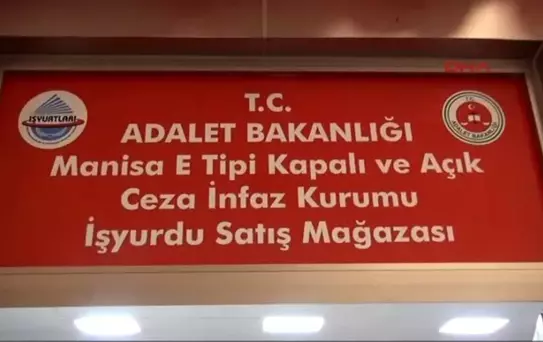 İŞYURTLARI
T.C.
ADALET BAKANLIĞI
Manisa E Tipi Kapalı ve Açık
Ceza İnfaz Kurumu
İşyurdu Satış Mağazası
T.C.
ADALET BAKANLIĞI